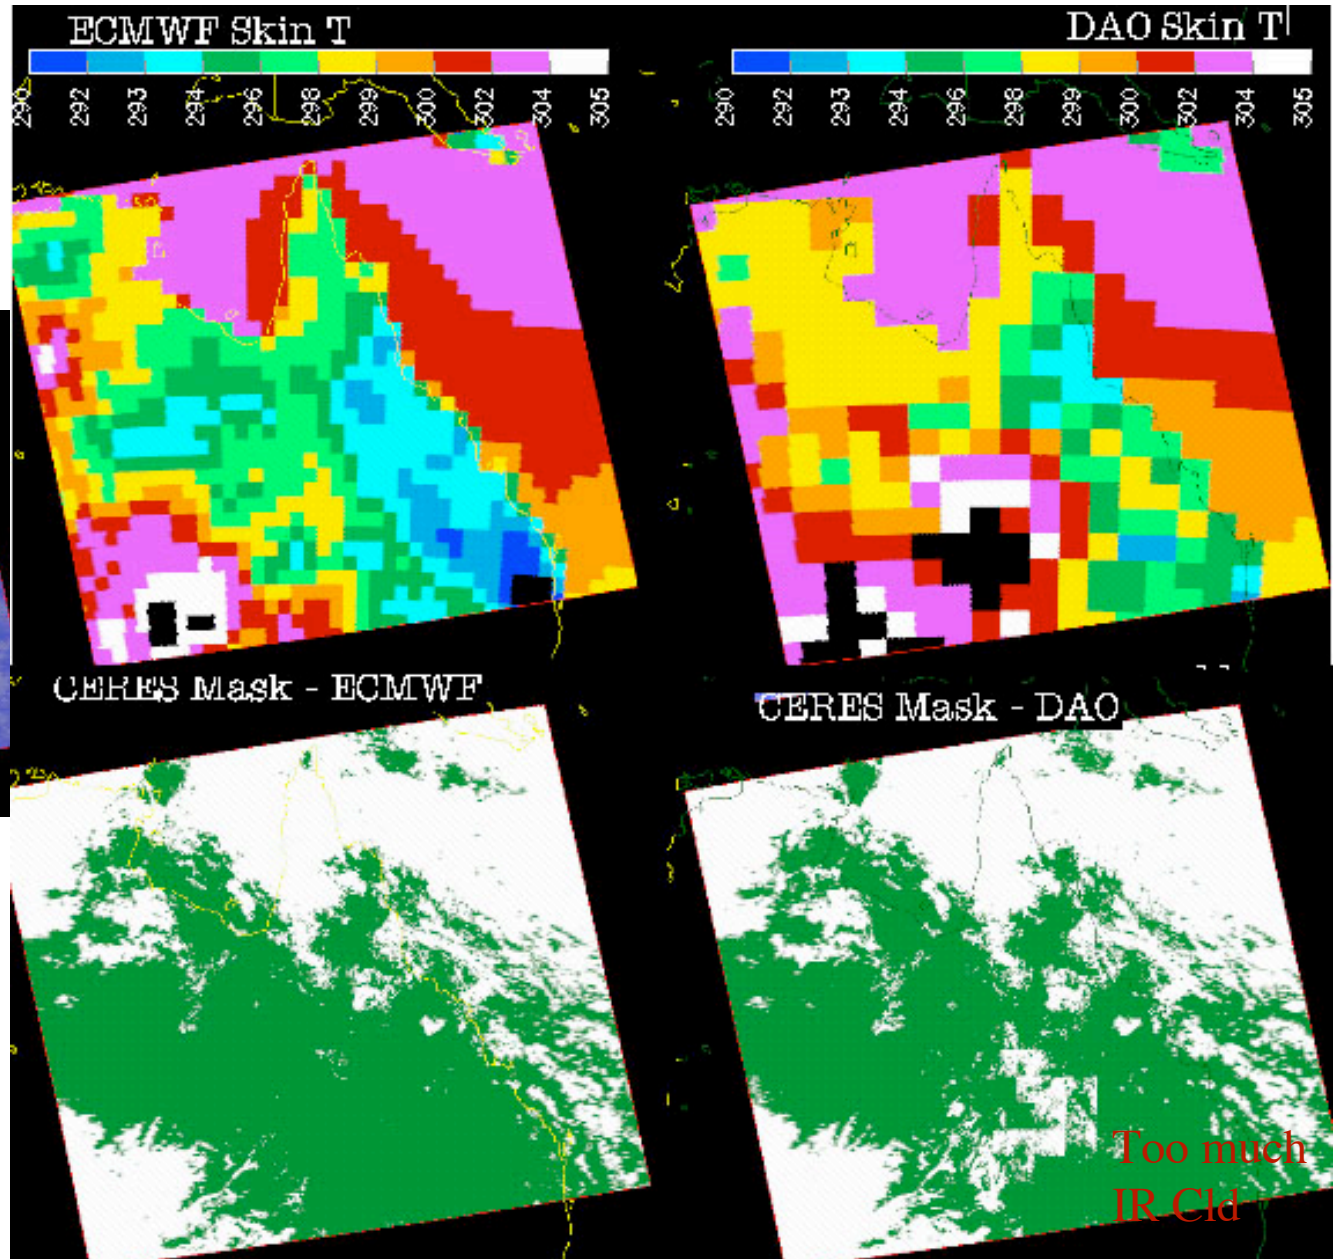 ECMWF Skin T
DAO Skin T
290 292 293 294 296 298 299 300 302 304 305
290 292 293 294 296 298 299 300 302 304 305
CERES Mask - ECMWF
CERES Mask - DAO
Too much
IR Cld